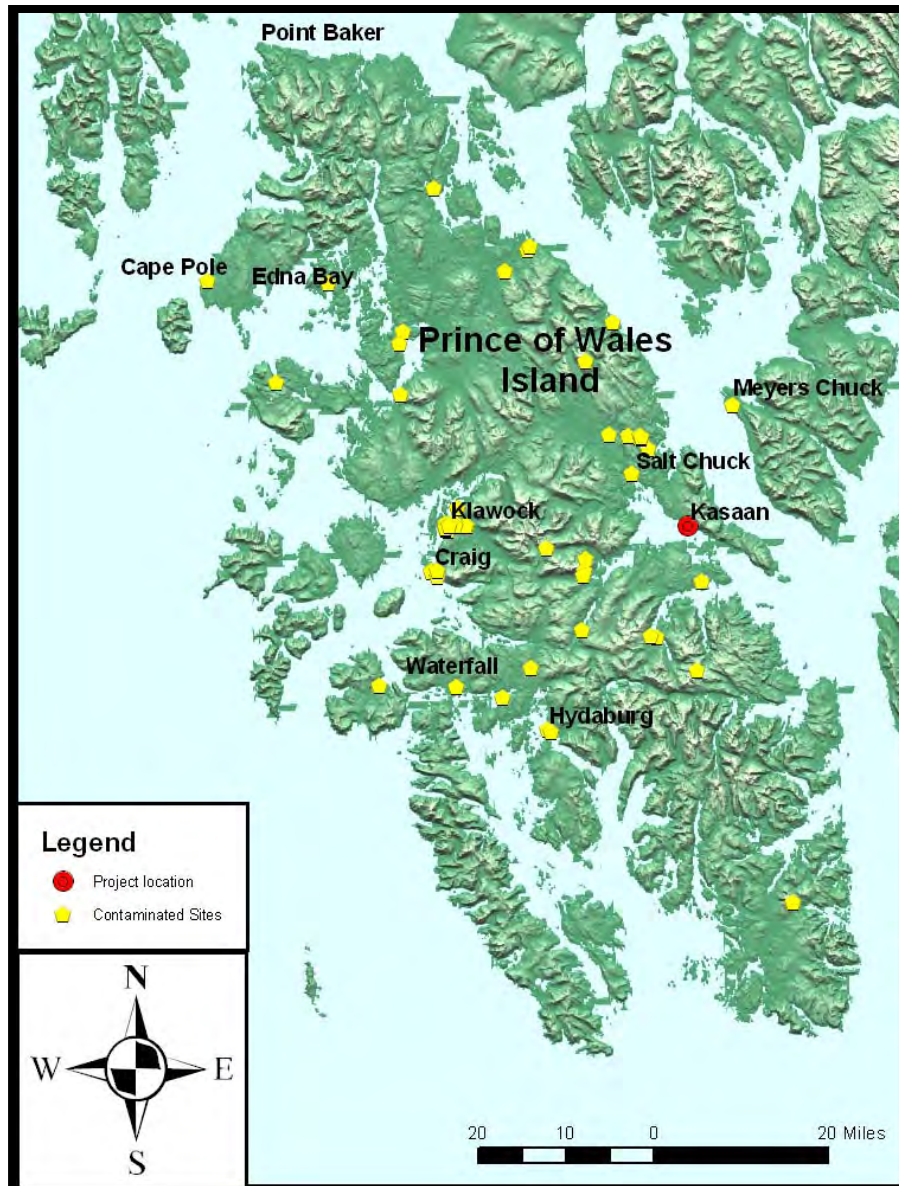 Point Baker
Cape Pole
Edna Bay
Prince of Wales
Island
Meyers Chuck
Salt Chuck
Klawock
Kasaan
Craig
Waterfall
Hydaburg
Legend
Project location
Contaminated Sites
N
W E
S
20 10 0 20 Miles